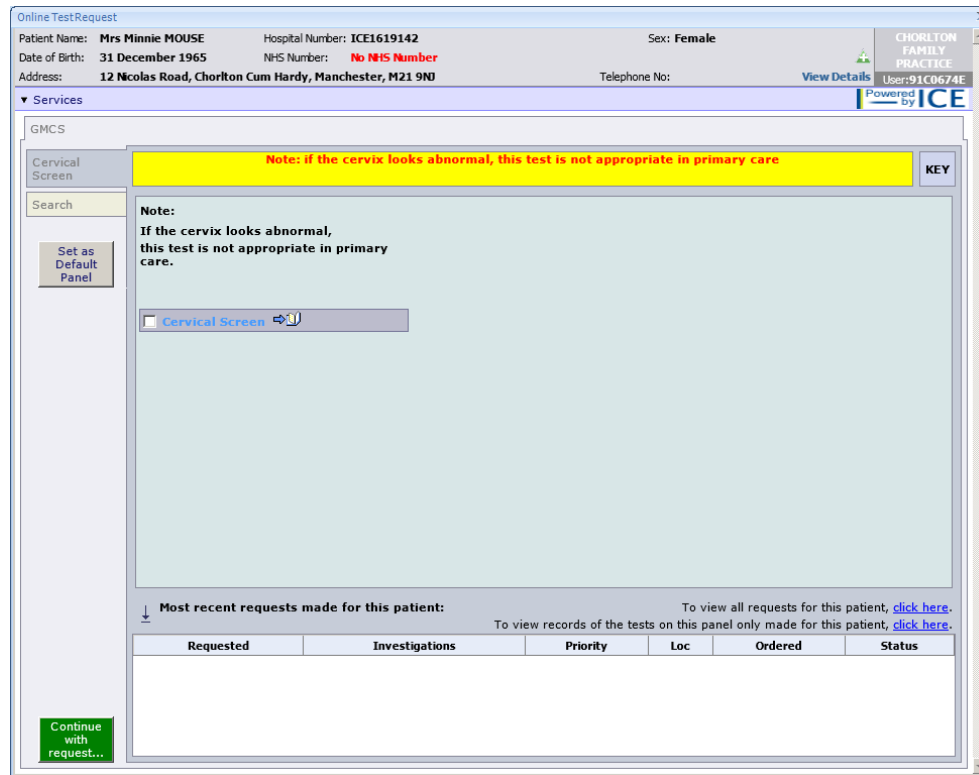 Online TestRequest
Patient Name: Mrs Minnie MOUSE Hospital Number: ICE1619142 Sex: Female
CHORLTON
FAMILY
PRACTICE
Date of Birth: 31 December 1965 NHS Number: No NHS Number
Address: 12 Nicolas Road, Chorlton Cum Hardy, Manchester, M21 9NJ Telephone No: View Details User:91C0674E
▼ Services Powered by ICE
GMCS
Cervical
Screen
Note: if the cervix looks abnormal, this test is not appropriate in primary care
KEY
Search
Set as
Default
Panel
Note:
If the cervix looks abnormal,
this test is not appropriate in primary
care.
Cervical Screen
Most recent requests made for this patient: To view all requests for this patient, click here.
To view records of the tests on this panel only made for this patient, click here.
Requested Investigations Priority Loc Ordered Status
Continue
with
request...